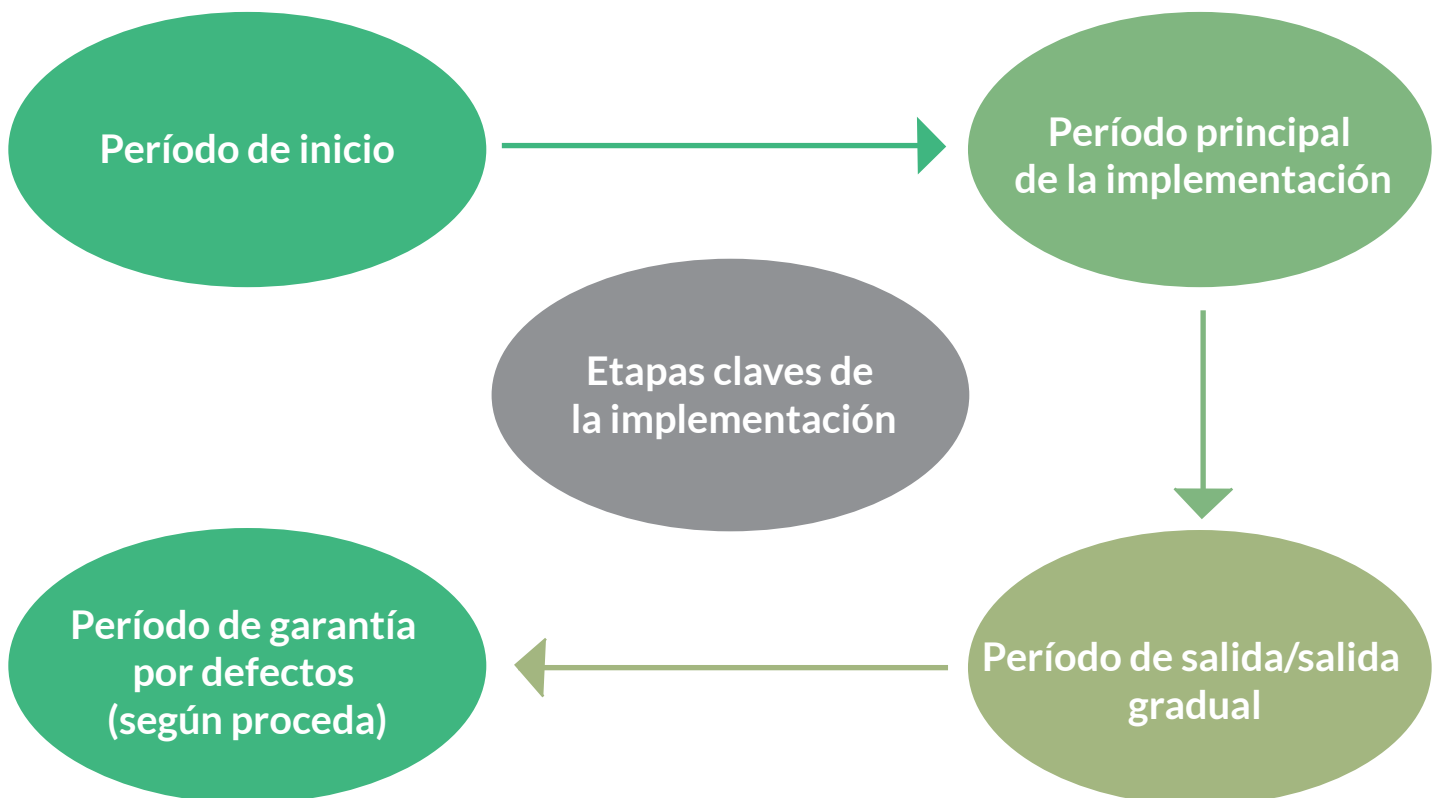 Período de inicio
Período principal
de la implementación
Etapas claves de
la implementación
Período de garantía
por defectos
(según proceda)
Período de salida/salida
gradual